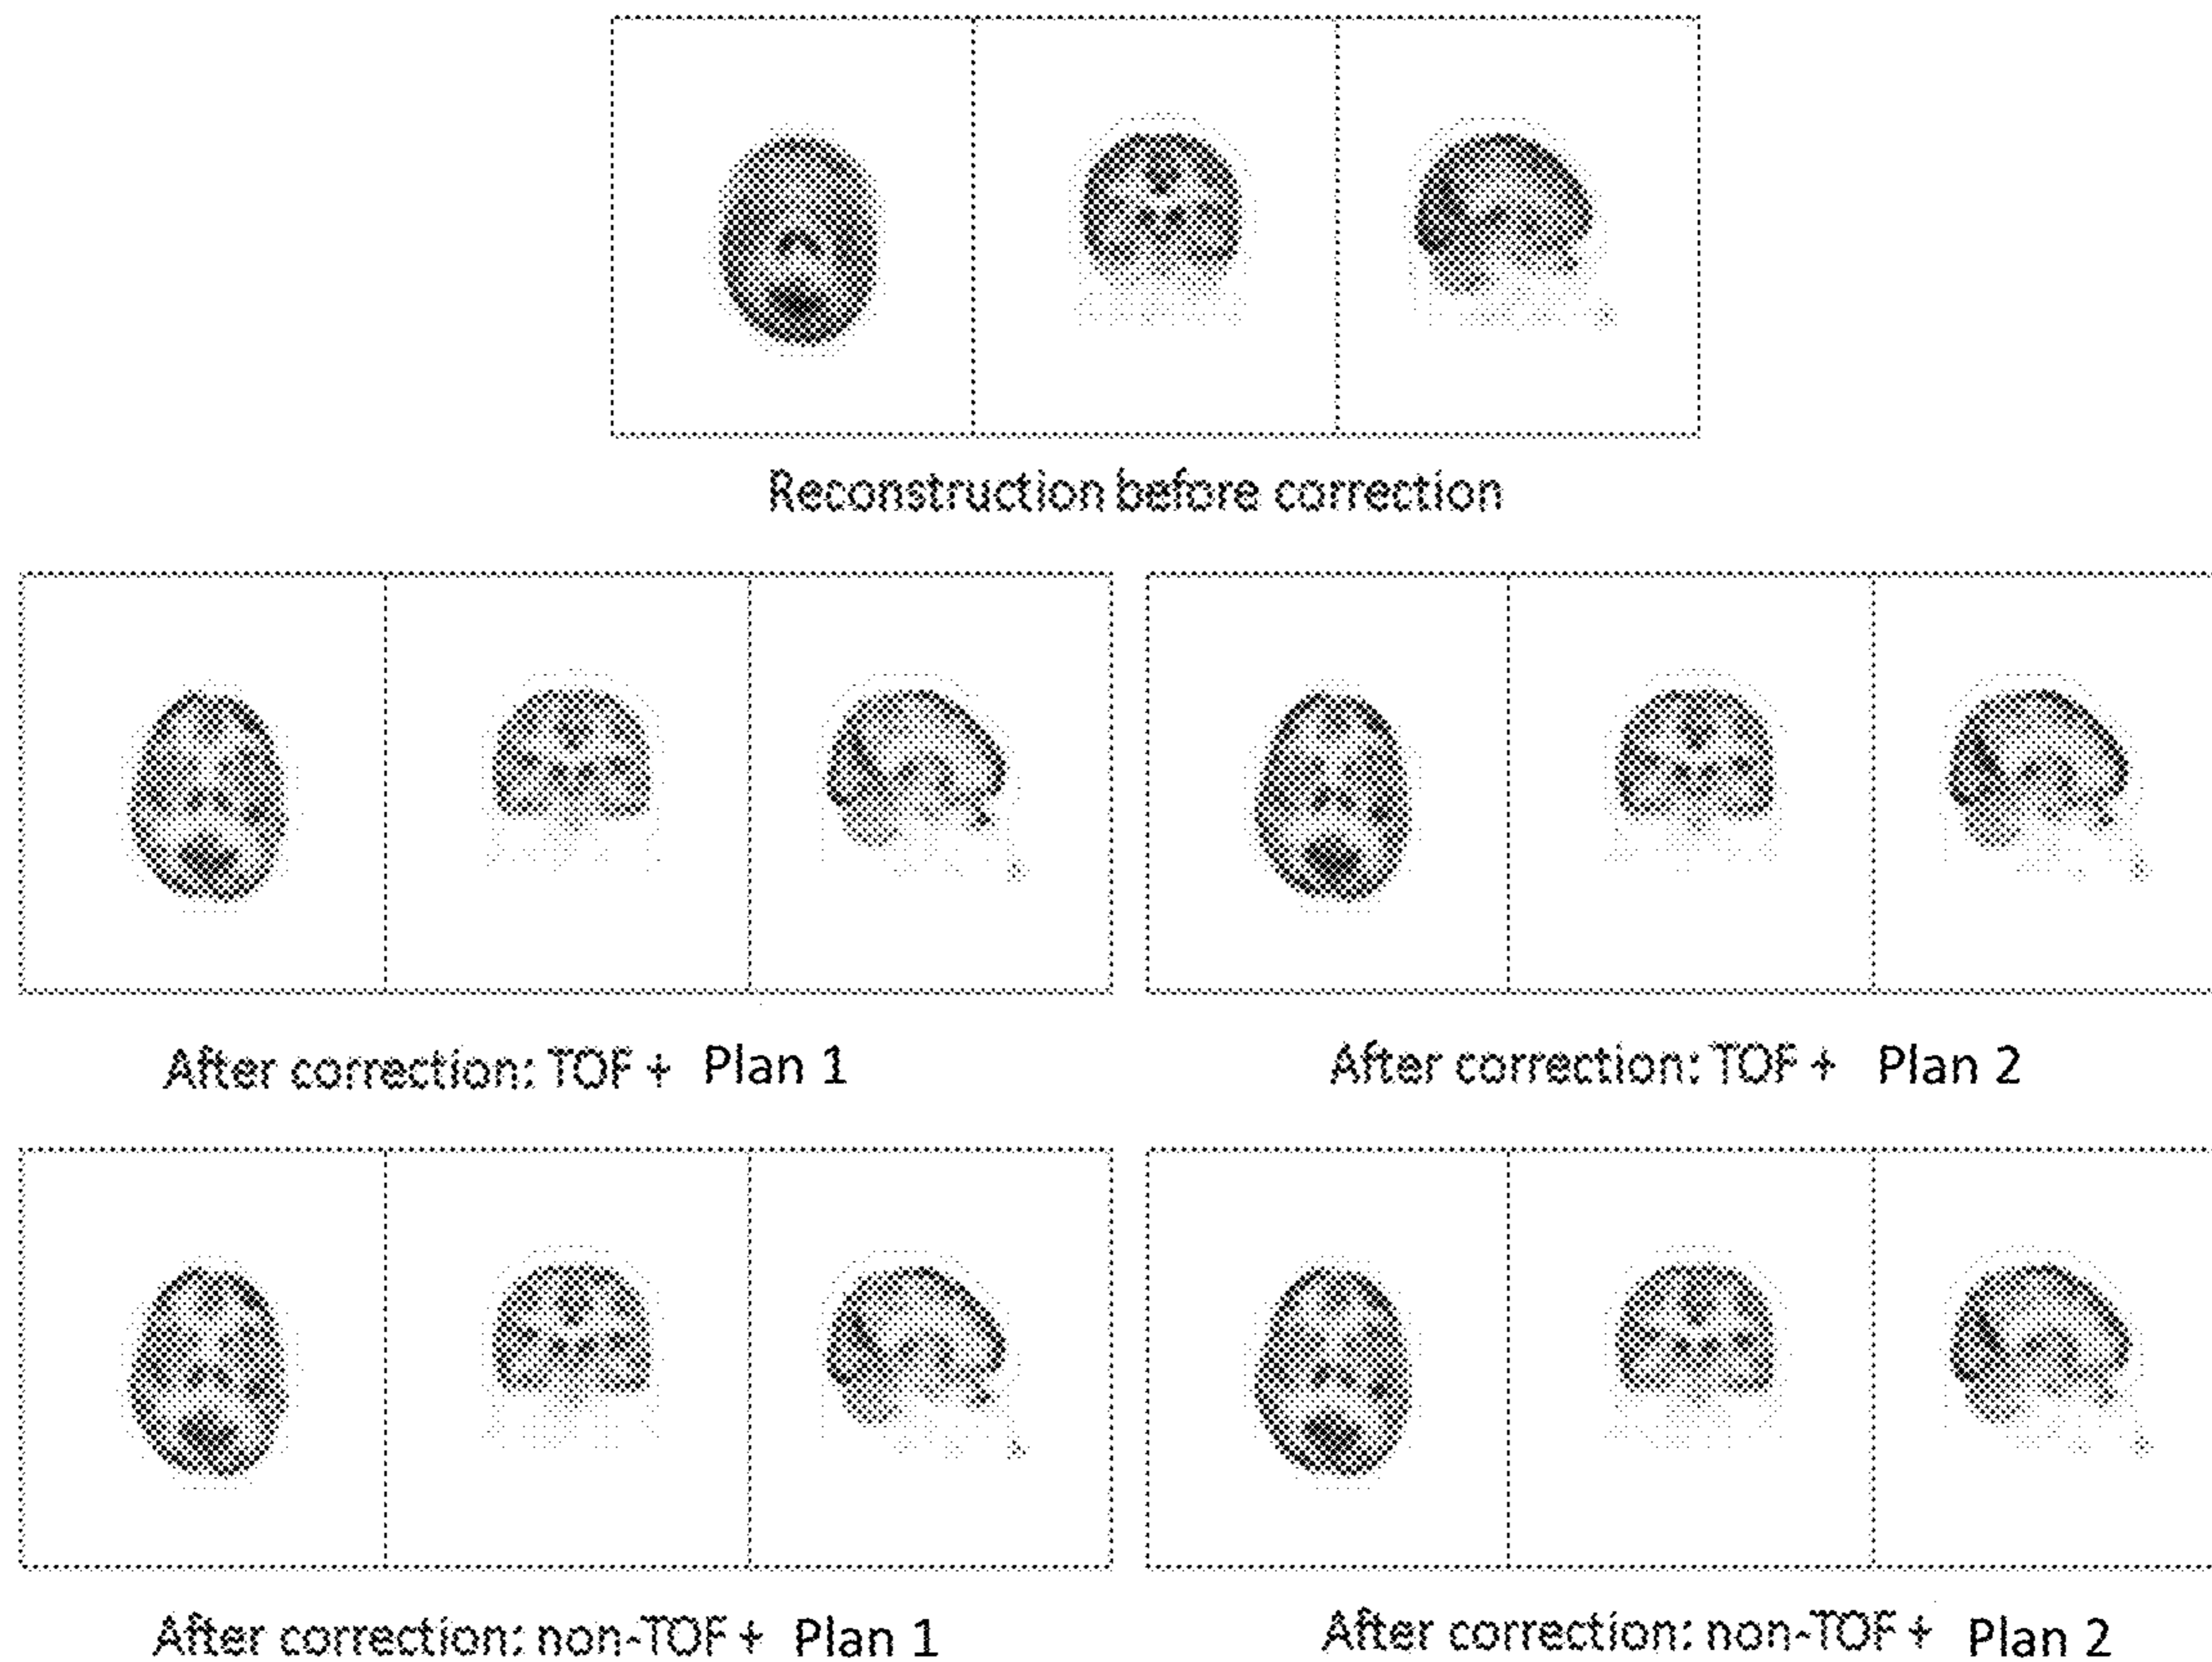 Reconstruction before correction
After correction: TOF + Plan 1
After correction: TOF + Plan 2
After correction: non-TOF + Plan 1
After correction: non-TOF + Plan 2